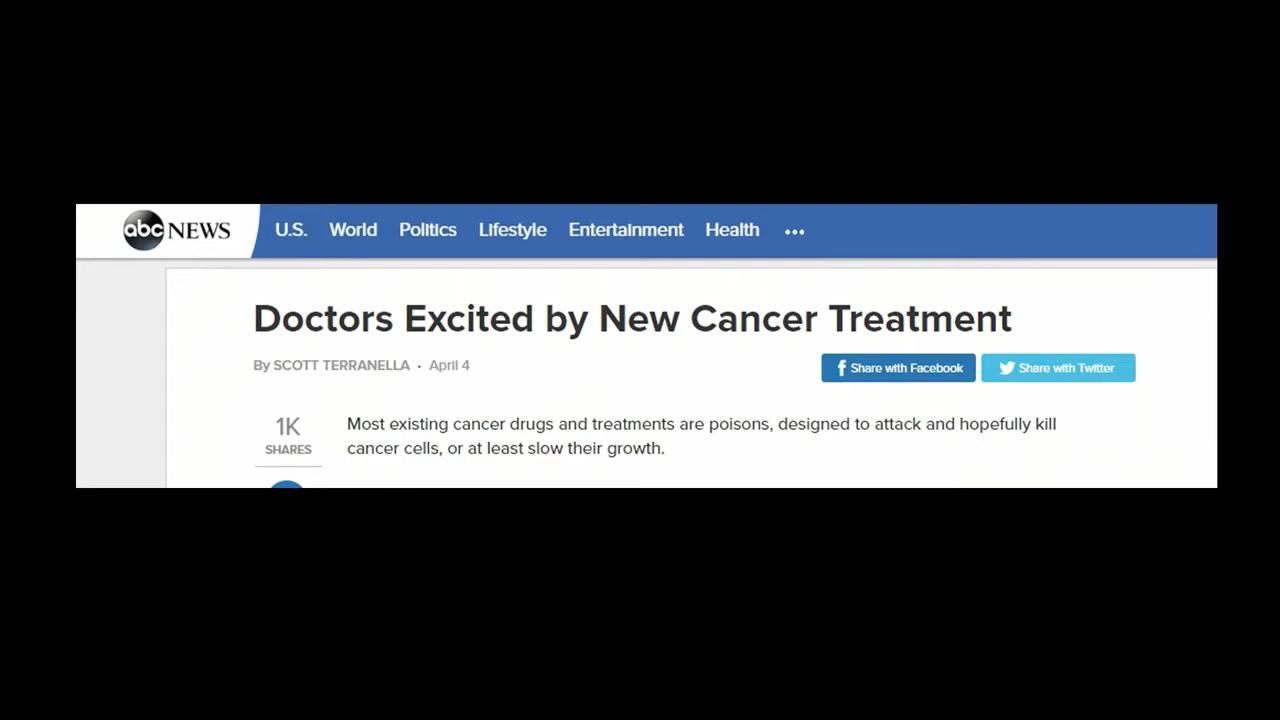 abc NEWS U.S. World Politics Lifestyle Entertainment Health •••
Doctors Excited by New Cancer Treatment
By SCOTT TERRANELLA · April 4
f Share with Facebook Share with Twitter
1K
SHARES
Most existing cancer drugs and treatments are poisons, designed to attack and hopefully kill
cancer cells, or at least slow their growth.